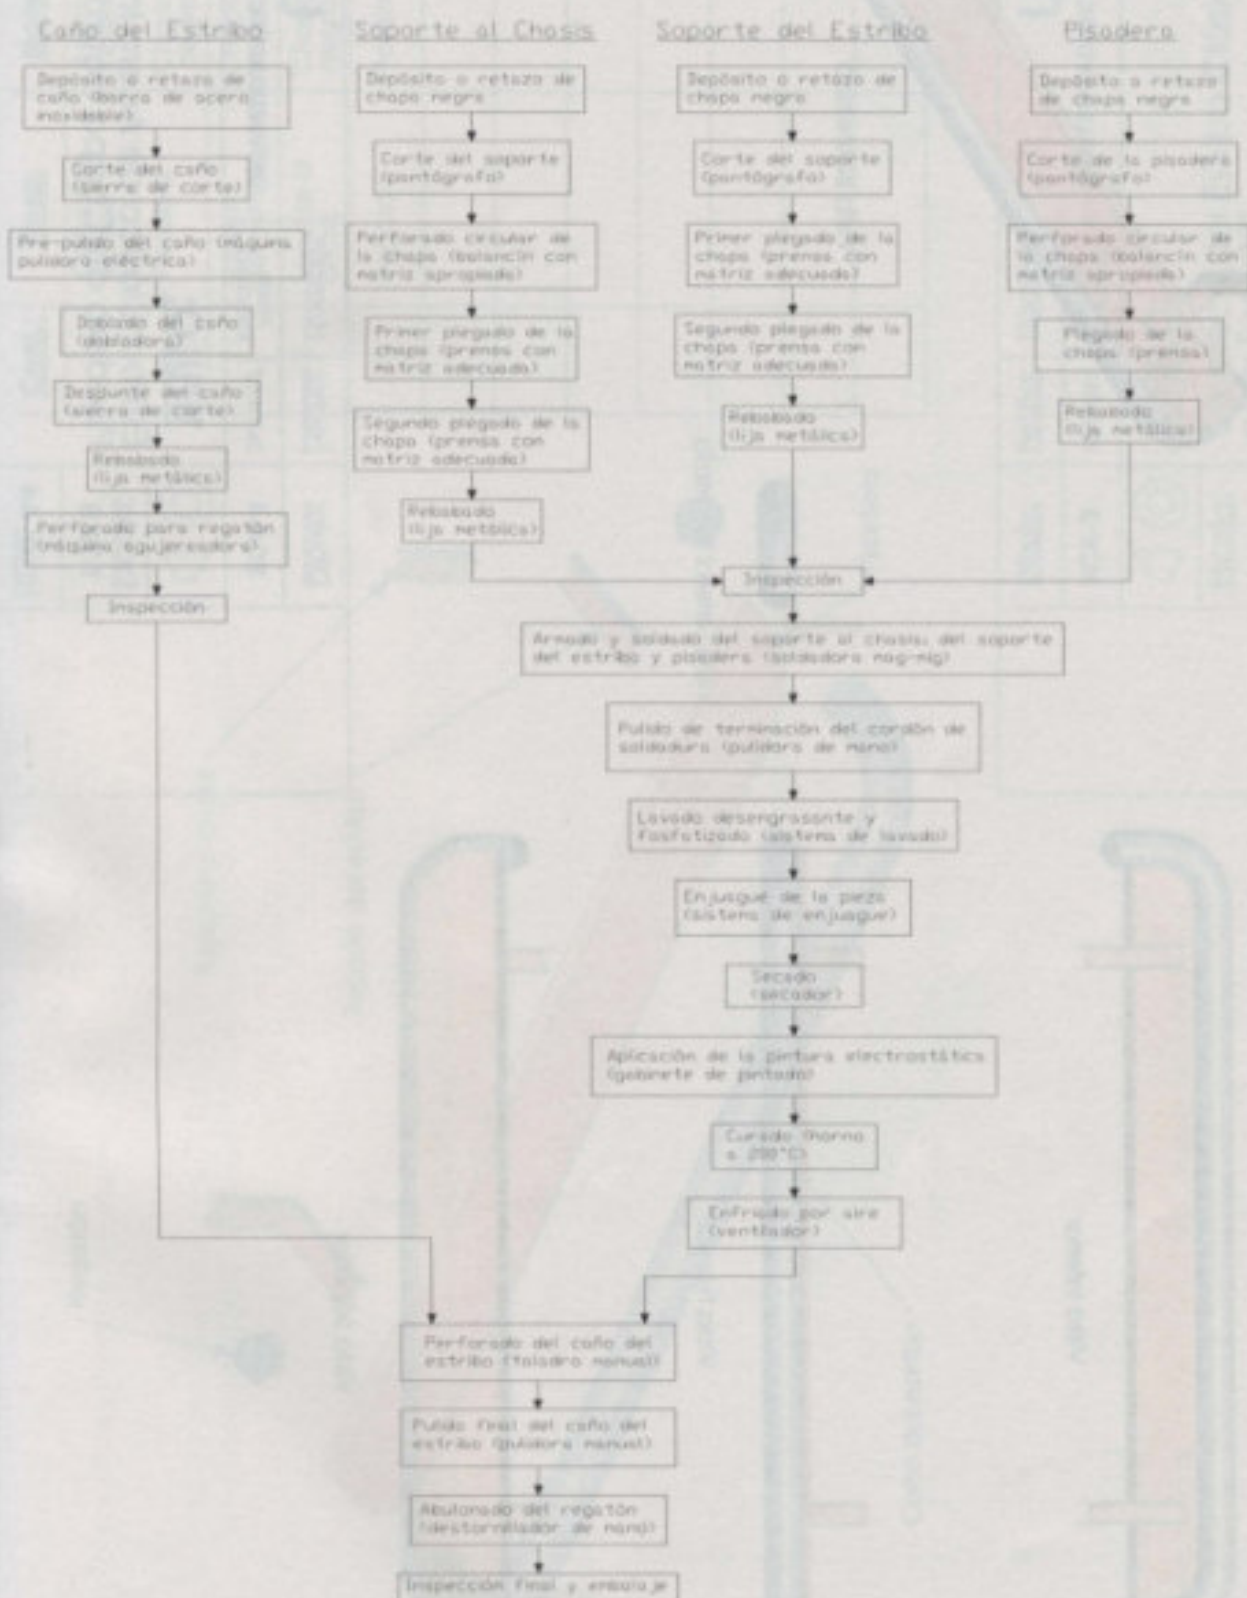 Caño del Estribo
Depósito o retazo de
caño (barra de acero
inoxidable)
Corte del caño
(sierra de corte)
Pre-pulido del caño (máquina
pulidora eléctrica)
Doblado del caño
(dobladora)
Despunte del caño
(sierra de corte)
Rebabado
(lija metálica)
Perforado para regatón
(máquina agujereadora)
Inspección
Soporte al Chasis
Depósito o retazo de
chapa negra
Corte del soporte
(pantógrafo)
Perforado circular de
la chapa (balancín con
matriz apropiada)
Primer plegado de la
chapa (prensa con
matriz adecuada)
Segundo plegado de la
chapa (prensa con
matriz adecuada)
Rebabado
(lija metálica)
Soporte del Estribo
Depósito o retazo de
chapa negra
Corte del soporte
(pantógrafo)
Primer plegado de la
chapa (prensa con
matriz adecuada)
Segundo plegado de la
chapa (prensa con
matriz adecuada)
Rebabado
(lija metálica)
Pisadera
Depósito o retazo
de chapa negra
Corte de la pisadera
(pantógrafo)
Perforado circular de
la chapa (balancín con
matriz apropiada)
Plegado de la
chapa (prensa)
Rebabado
(lija metálica)
Inspección
Armado y soldado del soporte al chasis, del soporte
del estribo y pisadera (soldadora mag-mig)
Pulido de terminación del cordón de
soldadura (pulidora de mano)
Lavado desengrasante y
fosfatizado (sistema de lavado)
Enjuague de la pieza
(sistema de enjuague)
Secado
(secador)
Aplicación de la pintura electrostática
(gabinete de pintado)
Curado (horno
a 200°C)
Enfriado por aire
(ventilador)
Perforado del caño del
estribo (taladro manual)
Pulido final del caño del
estribo (pulidora manual)
Abulonado del regatón
(destornillador de mano)
Inspección final y embalaje